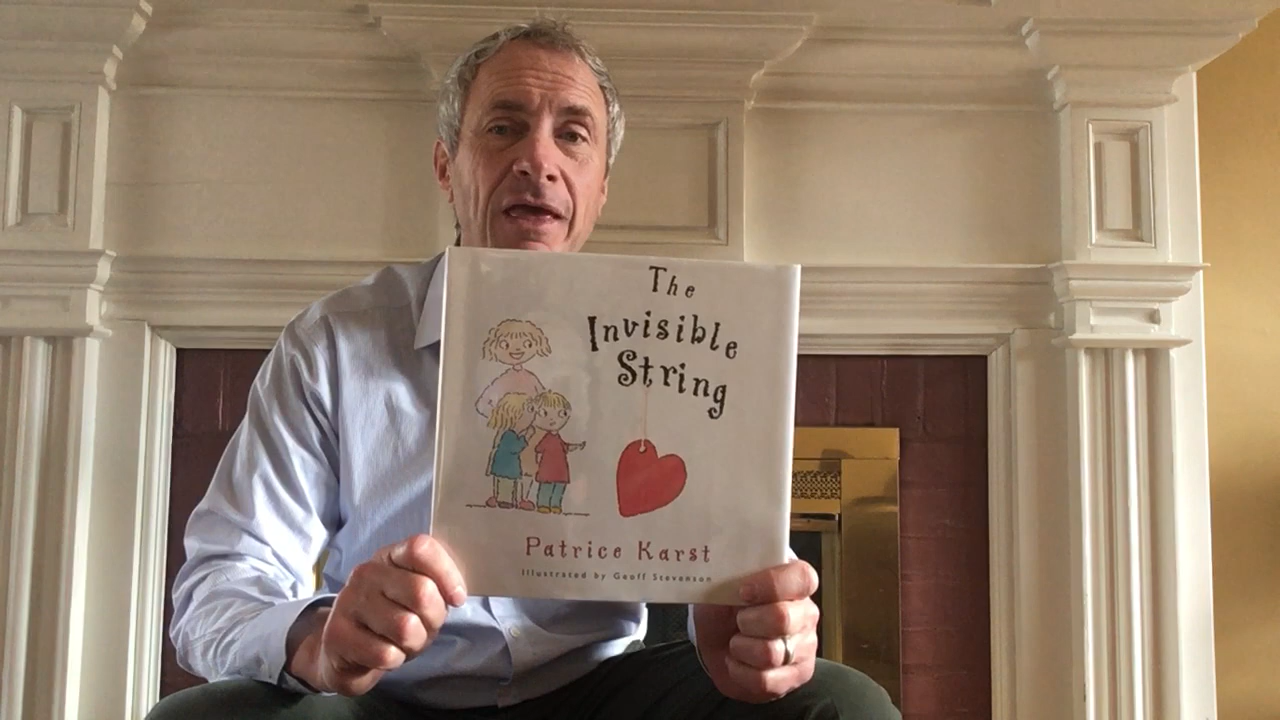 The
Invisible
String
Patrice Karst
Illustrated by Geoff Stevenson